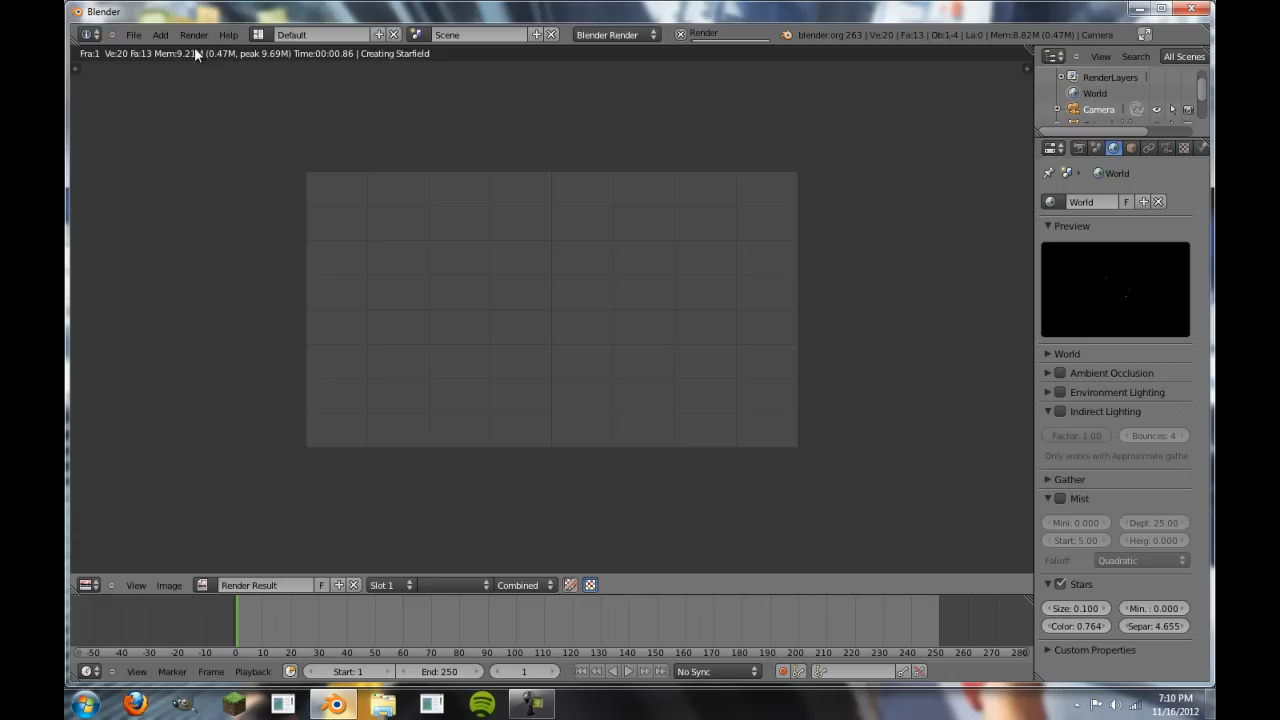 Blender
File Add Render Help Default Scene Blender Render Render blender.org 263 | Ve:20 | Fa:13 | Ob:1-4 | La:0 | Mem:8.82M (0.47M) | Camera
Fra:1 Ve:20 Fa:13 Mem:9.21M (0.47M, peak 9.69M) Time:00:00.86 | Creating Starfield
View Search All Scenes
RenderLayers
World
Camera
World
World F
Preview
World
Ambient Occlusion
Environment Lighting
Indirect Lighting
Factor: 1.00 Bounces: 4
Only works with Approximate gathe
Gather
Mist
Mini: 0.000 Dept: 25.00
Start: 5.00 Heig: 0.000
Falloff: Quadratic
Stars
Size: 0.100 Min. : 0.000
Color: 0.764 Separ: 4.655
Custom Properties
View Image Render Result F Slot 1 Combined
-50 -40 -30 -20 -10 0 10 20 30 40 50 60 70 80 90 100 110 120 130 140 150 160 170 180 190 200 210 220 230 240 250 260 270 280
View Marker Frame Playback Start: 1 End: 250 1 No Sync
7:10 PM
11/16/2012